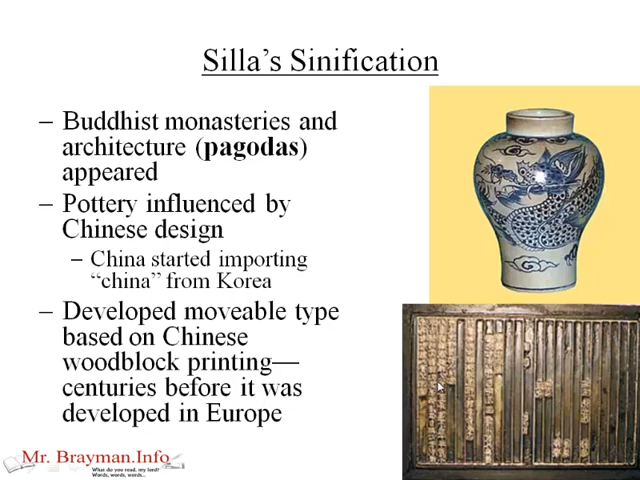 Silla's Sinification
– Buddhist monasteries and
architecture (pagodas)
appeared
– Pottery influenced by
Chinese design
– China started importing
“china” from Korea
– Developed moveable type
based on Chinese
woodblock printing—
centuries before it was
developed in Europe
Mr. Brayman.Info
What do you read, my lord?
Words, words, words...